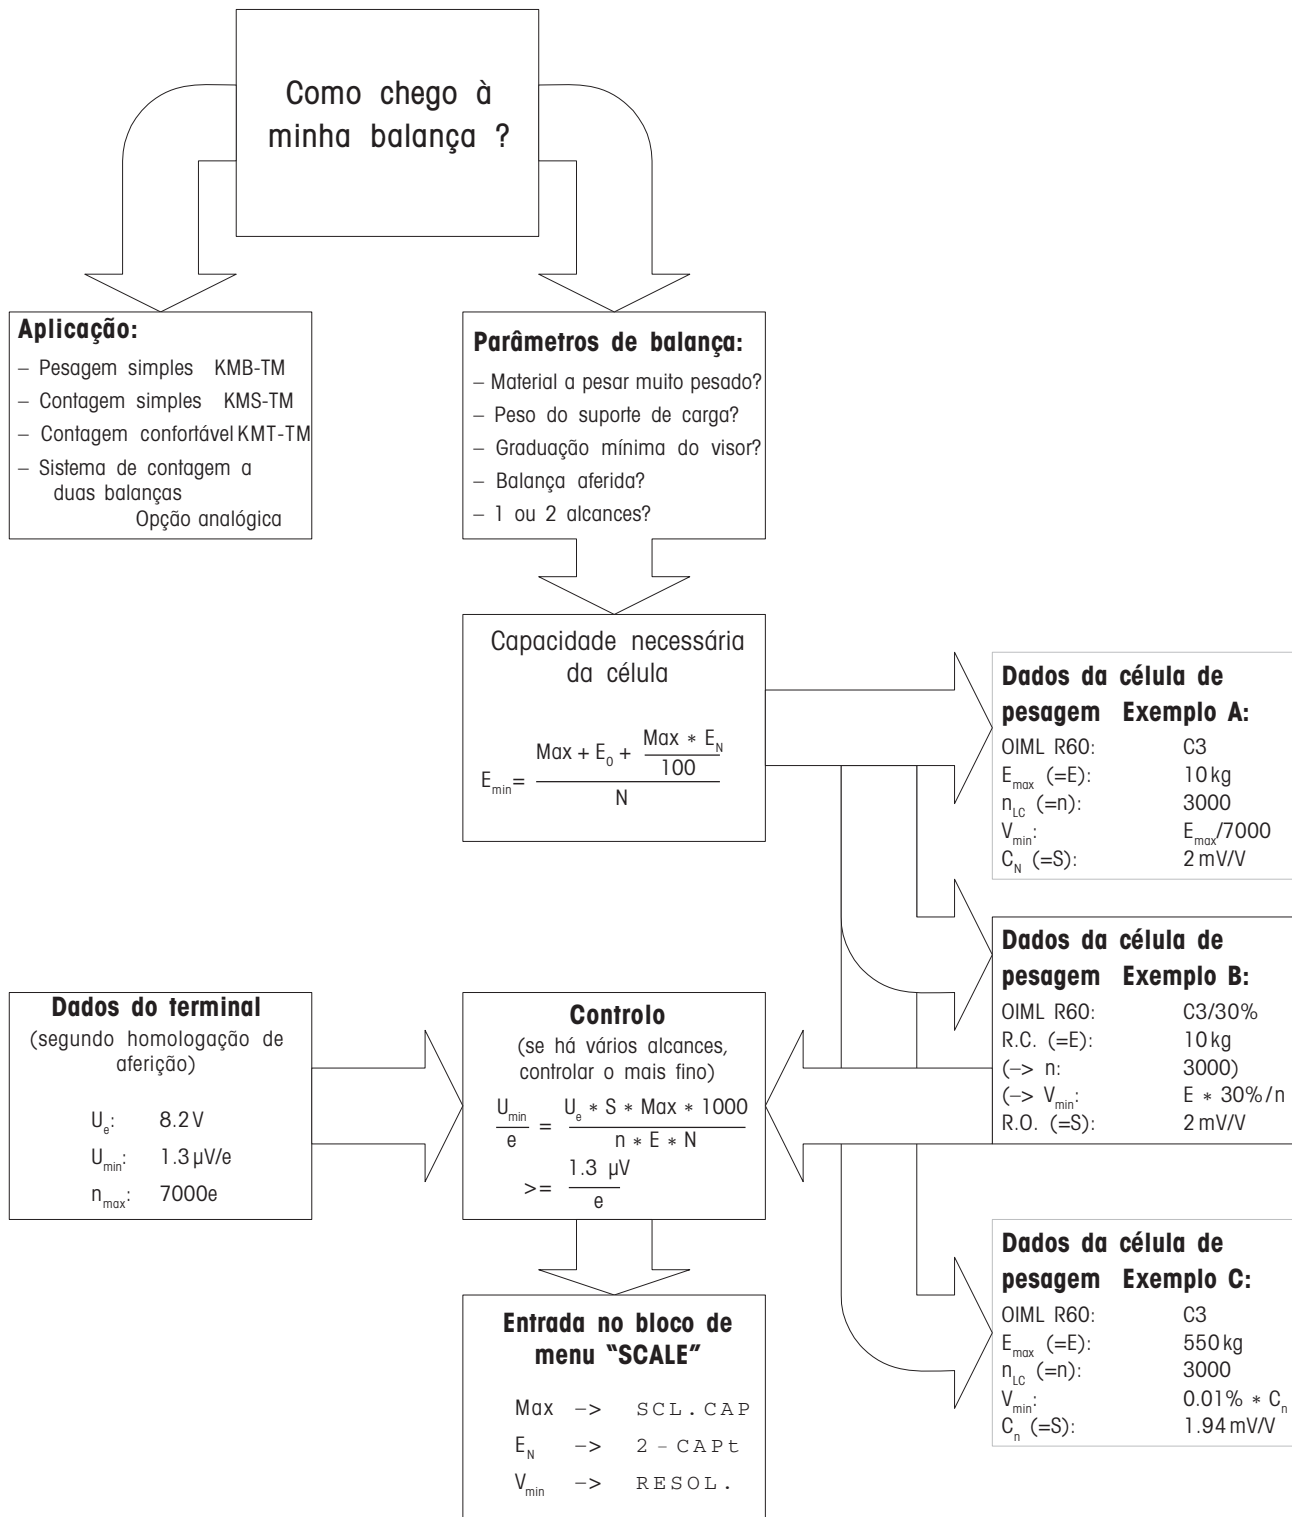 Como chego à
minha balança ?
Aplicação:
– Pesagem simples KMB-TM
– Contagem simples KMS-TM
– Contagem confortável KMT-TM
– Sistema de contagem a
duas balanças
Opção analógica
Parâmetros de balança:
– Material a pesar muito pesado?
– Peso do suporte de carga?
– Graduação mínima do visor?
– Balança aferida?
– 1 ou 2 alcances?
Capacidade necessária
da célula
E_min = (Max + E_0 + (Max * E_N) / 100) / N
Dados da célula de
pesagem Exemplo A:
OIML R60: C3
E_max (=E): 10 kg
n_LC (=n): 3000
V_min: E_max/7000
C_N (=S): 2 mV/V
Dados da célula de
pesagem Exemplo B:
OIML R60: C3/30%
R.C. (=E): 10 kg
(–> n: 3000)
(–> V_min: E * 30%/n
R.O. (=S): 2 mV/V
Dados do terminal
(segundo homologação de
aferição)
U_e: 8.2 V
U_min: 1.3 µV/e
n_max: 7000e
Controlo
(se há vários alcances,
controlar o mais fino)
U_min / e = (U_e * S * Max * 1000) / (n * E * N)
>= 1.3 µV / e
Dados da célula de
pesagem Exemplo C:
OIML R60: C3
E_max (=E): 550 kg
n_LC (=n): 3000
V_min: 0.01% * C_n
C_n (=S): 1.94 mV/V
Entrada no bloco de
menu “SCALE”
Max –> SCL.CAP
E_N –> 2-CAPt
V_min –> RESOL.